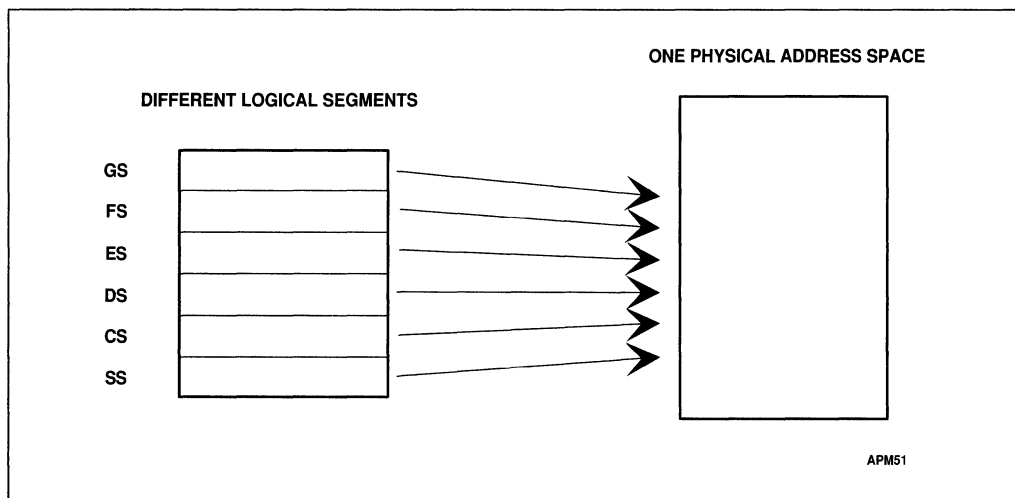 ONE PHYSICAL ADDRESS SPACE
DIFFERENT LOGICAL SEGMENTS
GS
FS
ES
DS
CS
SS
APM51